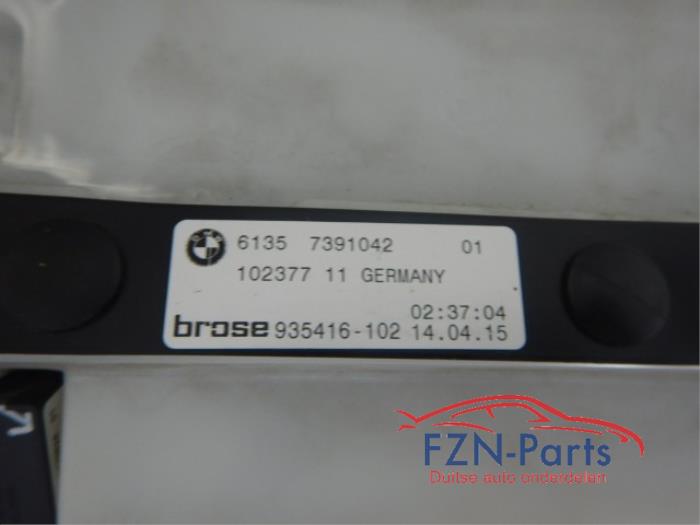 6135 7391042 01
102377 11 GERMANY
02:37:04
brose 935416-102 14.04.15
FZN-Parts
Duitse auto onderdelen